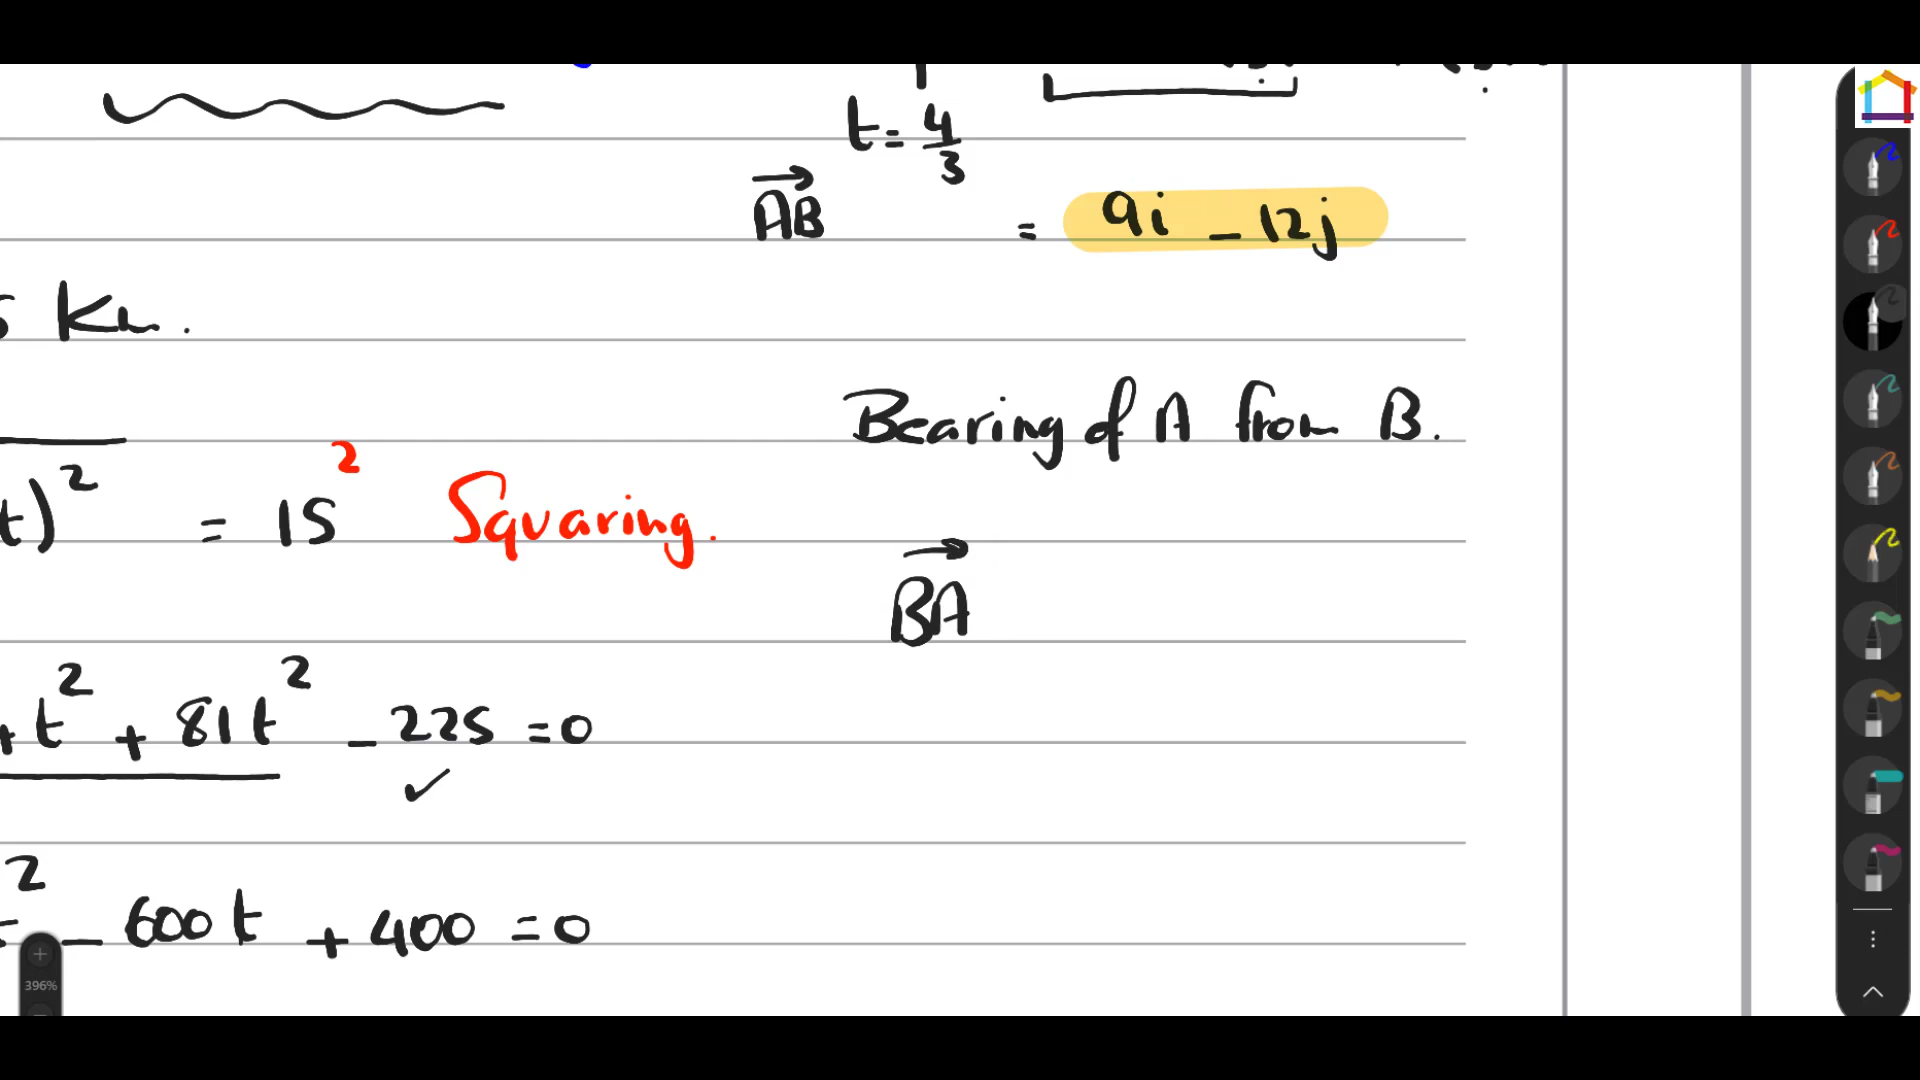 t = 4/3
AB = 9i - 12j
5 Km.
Bearing of A from B.
t)² = 15² Squaring.
BA
t² + 81t² - 225 = 0
² - 600t + 400 = 0
396%